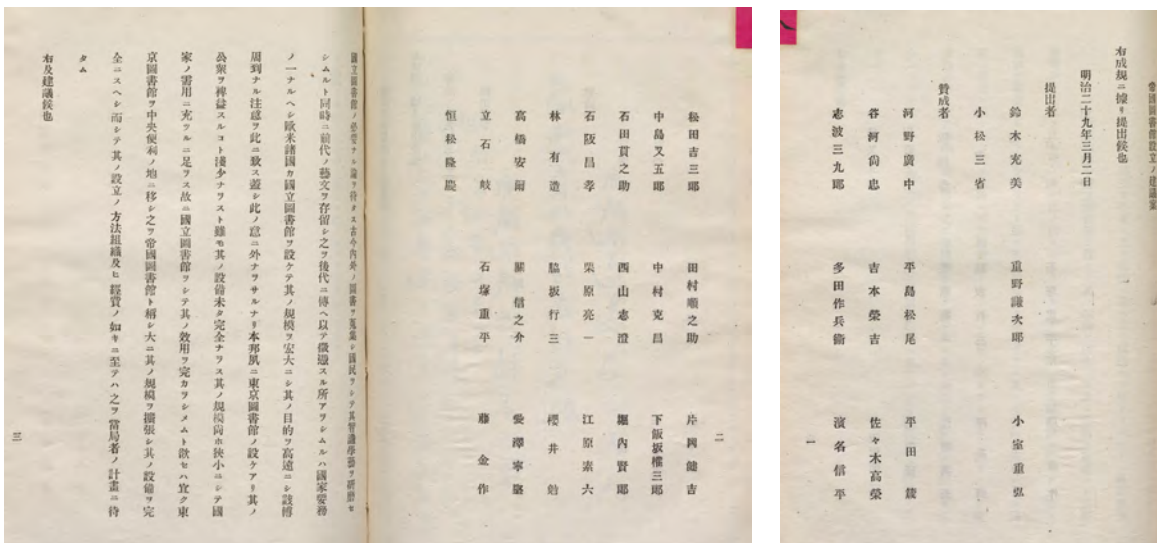 帝國圖書館設立ノ建議案
右成規ニ據リ提出候也
明治二十九年三月二日
提出者
鈴木充美 重野謙次郎 小室重弘
小松三省
賛成者
河野廣中 平島松尾 平田箴
谷河尚忠 吉本榮吉 佐々木高榮
志波三九郎 多田作兵衞 濱名信平
一
松田吉三郎 田村順之助 片岡健吉
中島又五郎 中村克昌 下飯坂權三郎
石田貫之助 西山志澄 堀内賢郎
石阪昌孝 栗原亮一 江原素六
林有造 脇坂行三 櫻井勉
高橋安爾 關信之介 愛澤寧堅
立石岐 石塚重平 藤金作
恒松隆慶
二
國立圖書館ノ必要ナル論ヲ待タス古今内外ノ圖書ヲ蒐集シ國民ヲシテ其智識學藝ヲ研磨セ
シムルト同時ニ前代ノ藝文ヲ存留シ之ヲ後代ニ傳ヘ以テ徴憑スル所アラシムルハ國家要務
ノ一ナルヘシ歐米諸國カ國立圖書館ヲ設ケテ其ノ規模ヲ宏大ニシ其ノ目的ヲ高遠ニシ該博
周到ナル注意ヲ此ニ致ス蓋シ此ノ意ニ外ナラサルナリ本邦夙ニ東京圖書館ノ設ケアリ其ノ
公衆ヲ裨益スルコト淺少ナラスト雖モ其ノ設備未タ完全ナラス其ノ規模尚ホ狹小ニシテ國
家ノ需用ニ充ツルニ足ラス故ニ國立圖書館ヲシテ其ノ效用ヲ完カラシメムト欲セハ宜ク東
京圖書館ヲ中央便利ノ地ニ移シ之ヲ帝國圖書館ト稱シ大ニ其ノ規模ヲ擴張シ其ノ設備ヲ完
全ニスヘシ而シテ其ノ設立ノ方法組織及ヒ經費ノ如キニ至テハ之ヲ當局者ノ計畫ニ待
タム
右及建議候也
三